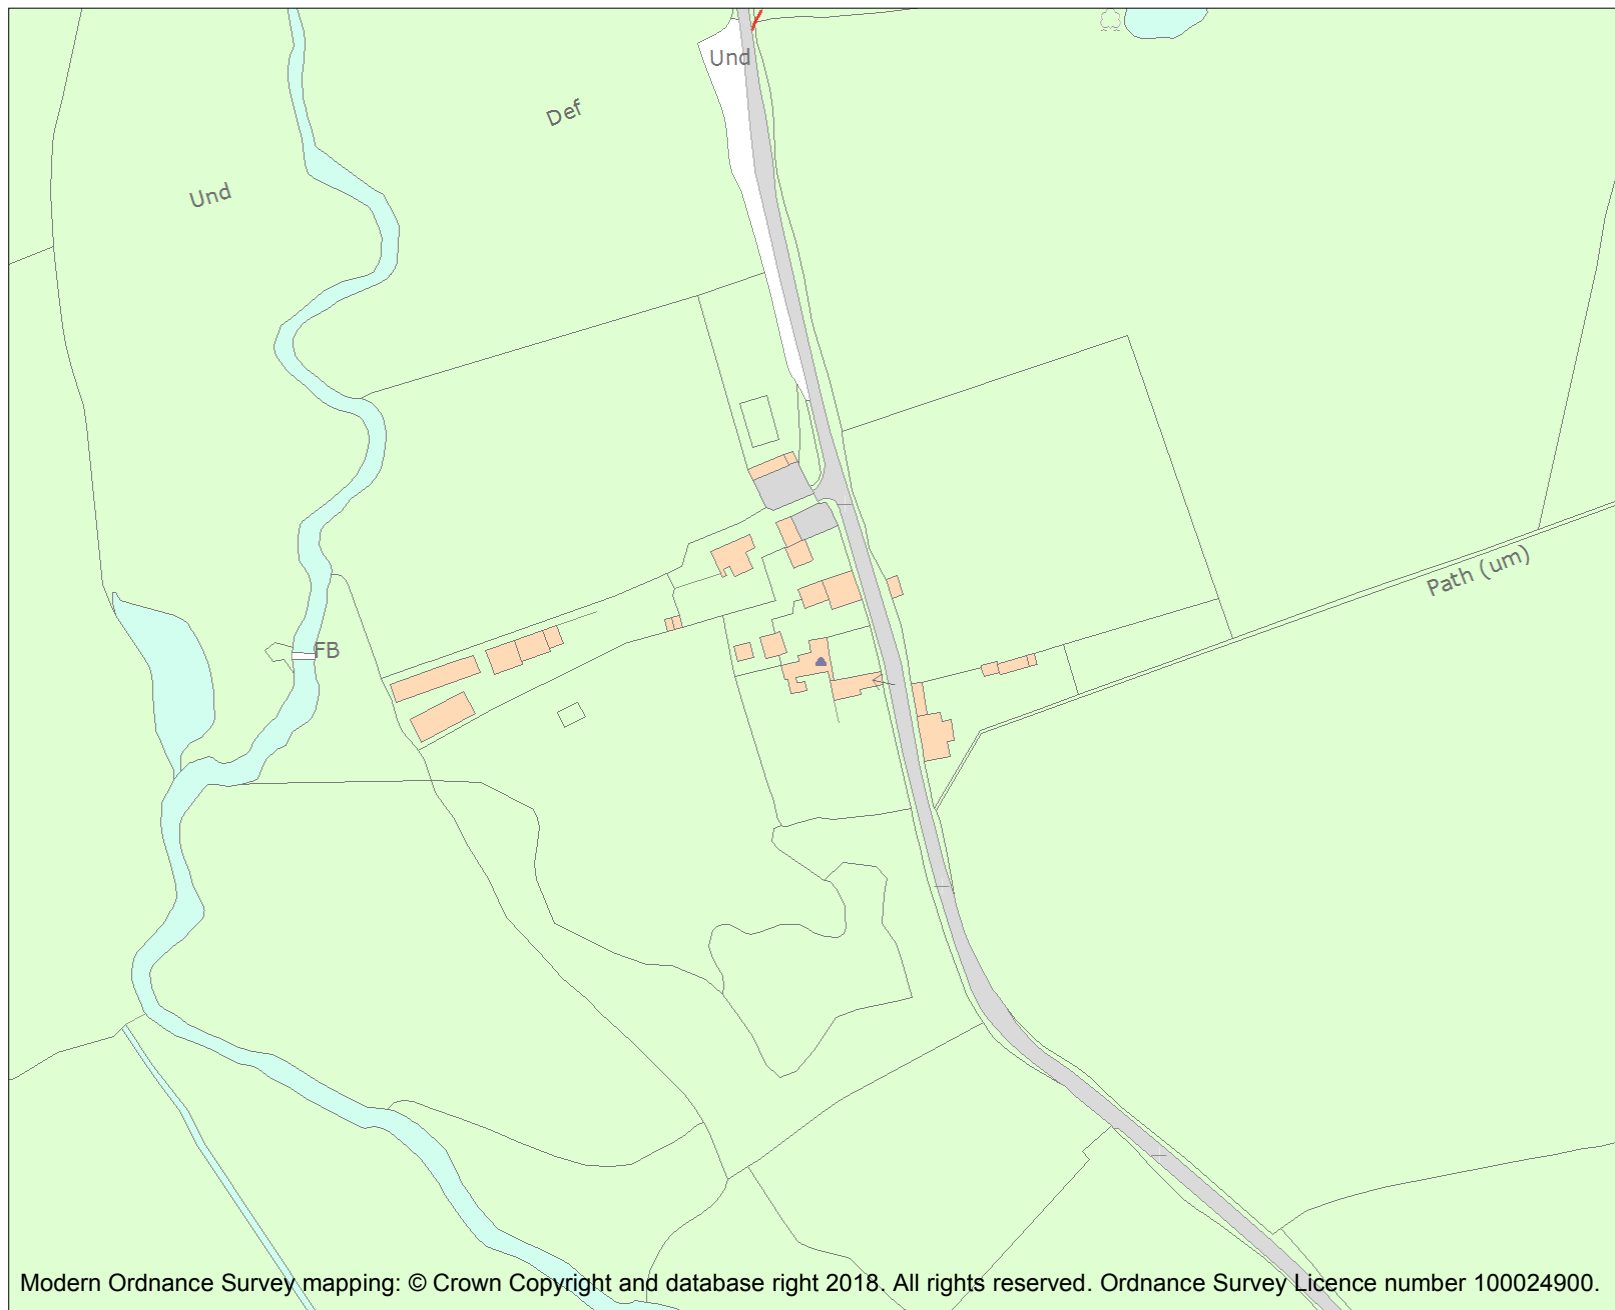 Und
Def
Und
Path (um)
FB
Modern Ordnance Survey mapping: © Crown Copyright and database right 2018. All rights reserved. Ordnance Survey Licence number 100024900.